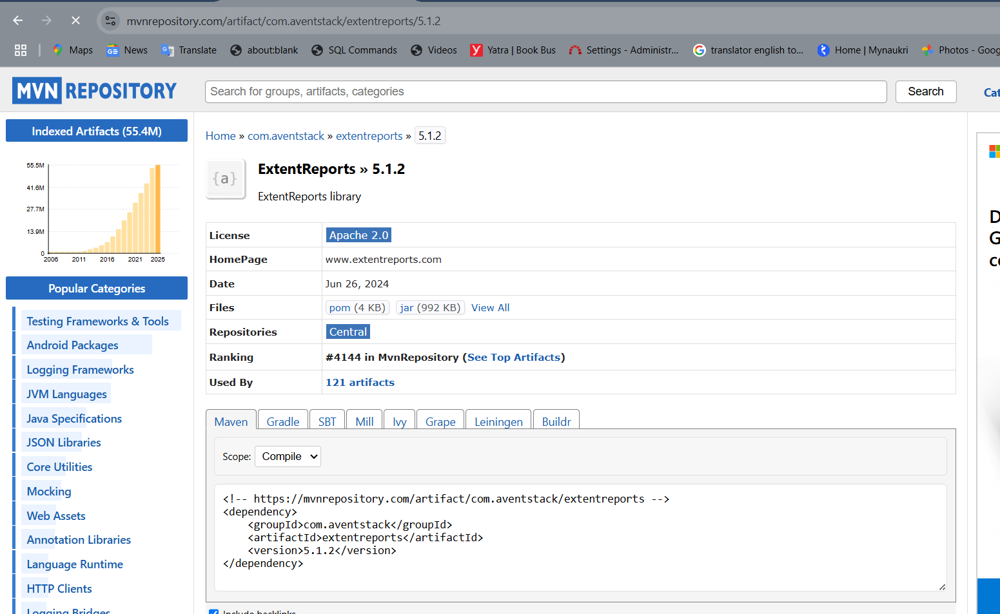 mvnrepository.com/artifact/com.aventstack/extentreports/5.1.2
Maps News Translate about:blank SQL Commands Videos Yatra | Book Bus Settings - Administr... translator english to... Home | Mynaukri Photos - Goog
MVN REPOSITORY
Search for groups, artifacts, categories
Search
Cat
Indexed Artifacts (55.4M)
55.5M
41.6M
27.7M
13.9M
0
2006 2011 2016 2021 2025
Popular Categories
Testing Frameworks & Tools
Android Packages
Logging Frameworks
JVM Languages
Java Specifications
JSON Libraries
Core Utilities
Mocking
Web Assets
Annotation Libraries
Language Runtime
HTTP Clients
Logging Bridges
Home » com.aventstack » extentreports » 5.1.2
{a}
ExtentReports » 5.1.2
ExtentReports library
License Apache 2.0
HomePage www.extentreports.com
Date Jun 26, 2024
Files pom (4 KB) jar (992 KB) View All
Repositories Central
Ranking #4144 in MvnRepository (See Top Artifacts)
Used By 121 artifacts
Maven Gradle SBT Mill Ivy Grape Leiningen Buildr
Scope: Compile
<!-- https://mvnrepository.com/artifact/com.aventstack/extentreports -->
<dependency>
    <groupId>com.aventstack</groupId>
    <artifactId>extentreports</artifactId>
    <version>5.1.2</version>
</dependency>
Include backlinks
D
G
c